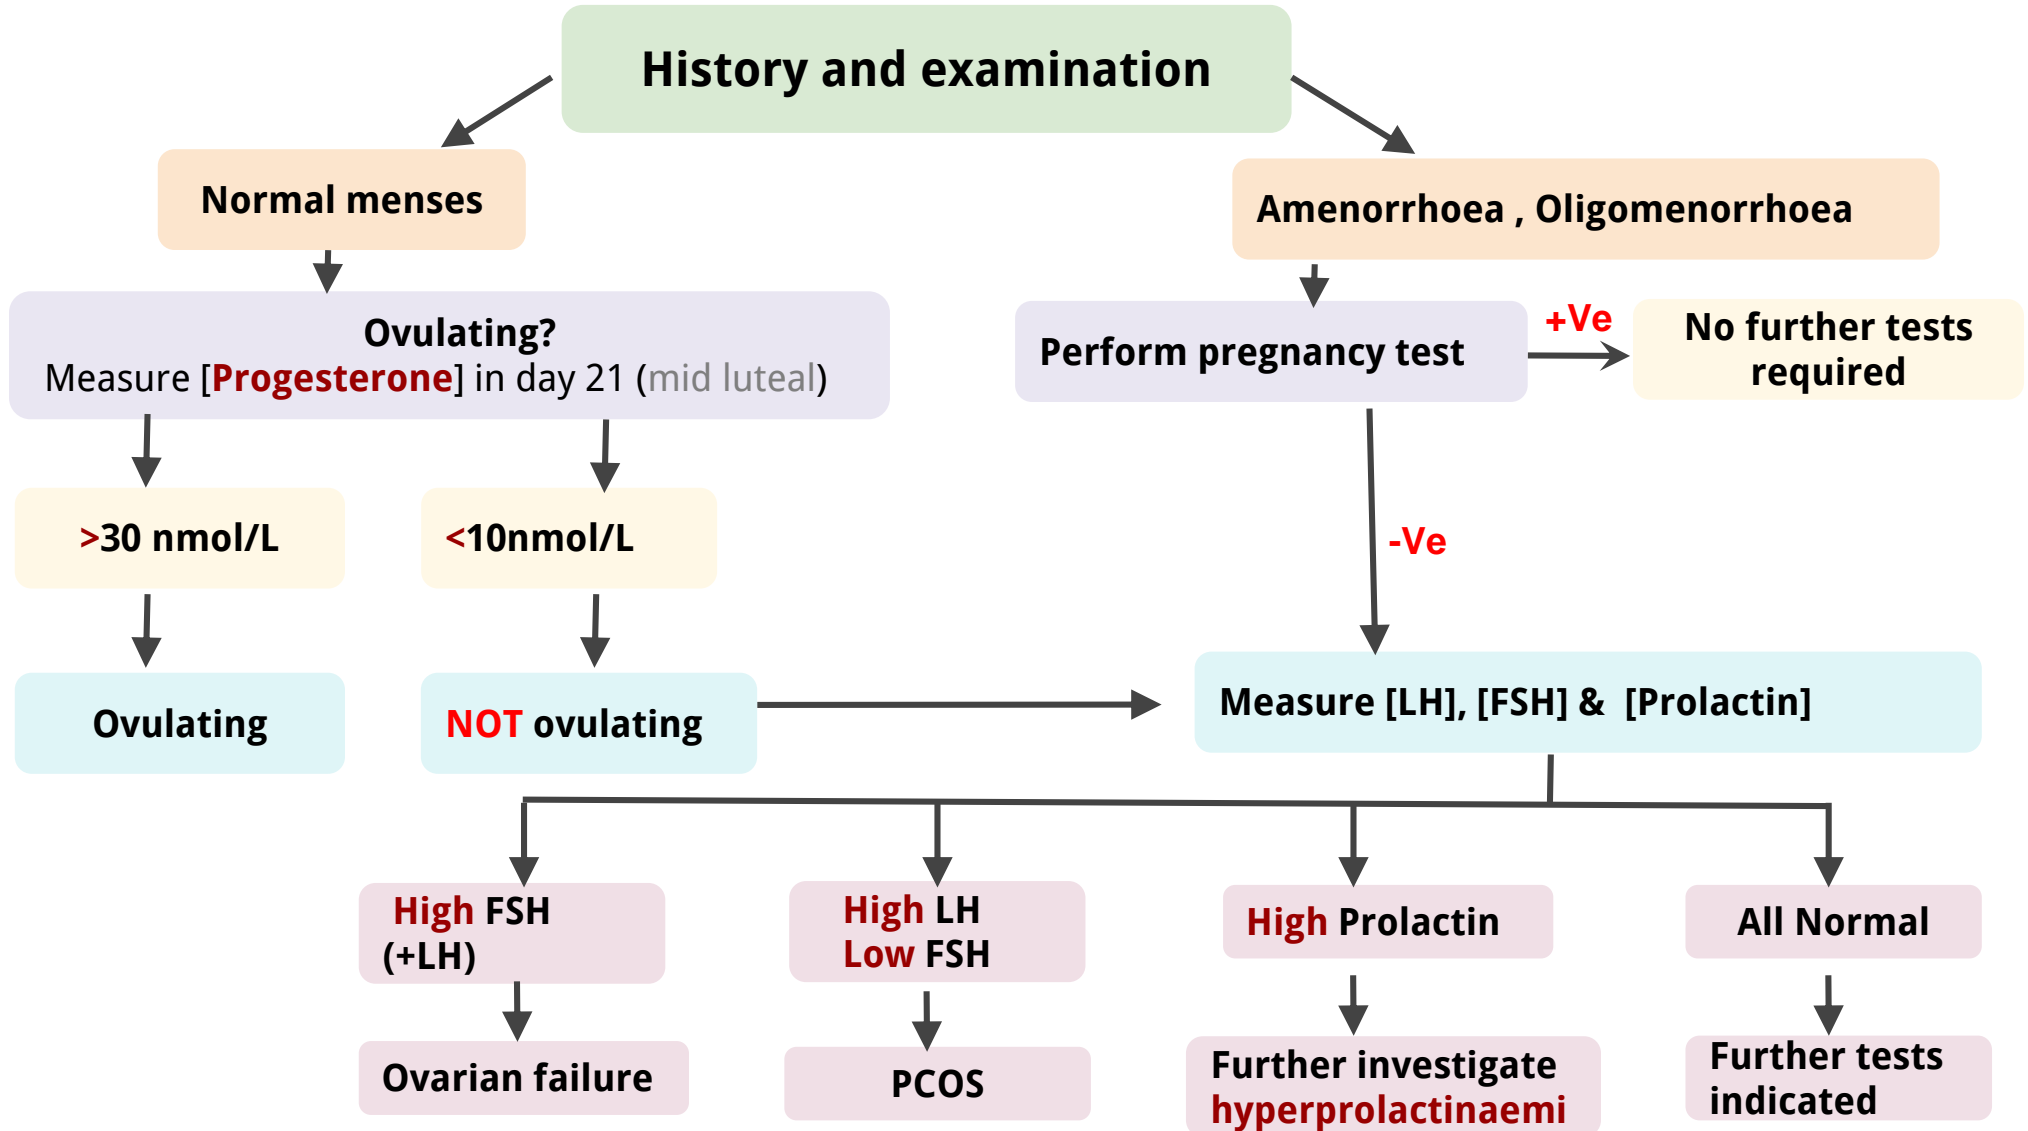 History and examination
Normal menses
Amenorrhoea , Oligomenorrhoea
Ovulating?
Measure [Progesterone] in day 21 (mid luteal)
Perform pregnancy test
+Ve
No further tests
required
>30 nmol/L
<10nmol/L
-Ve
Ovulating
NOT ovulating
Measure [LH], [FSH] & [Prolactin]
High FSH
(+LH)
High LH
Low FSH
High Prolactin
All Normal
Ovarian failure
PCOS
Further investigate
hyperprolactinaemi
Further tests
indicated